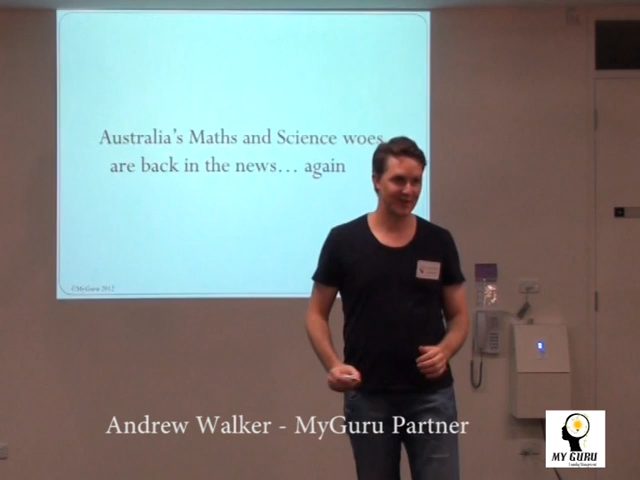 Australia's Maths and Science woes
are back in the news... again
©MyGuru 2012
Andrew Walker - MyGuru Partner
MY GURU